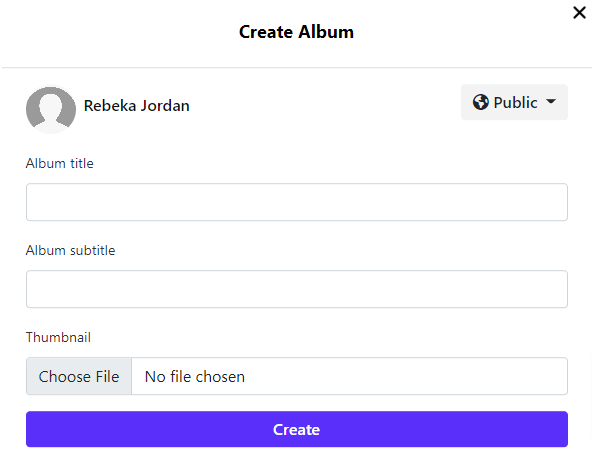 Create Album
Rebeka Jordan
Public
Album title
Album subtitle
Thumbnail
Choose File No file chosen
Create